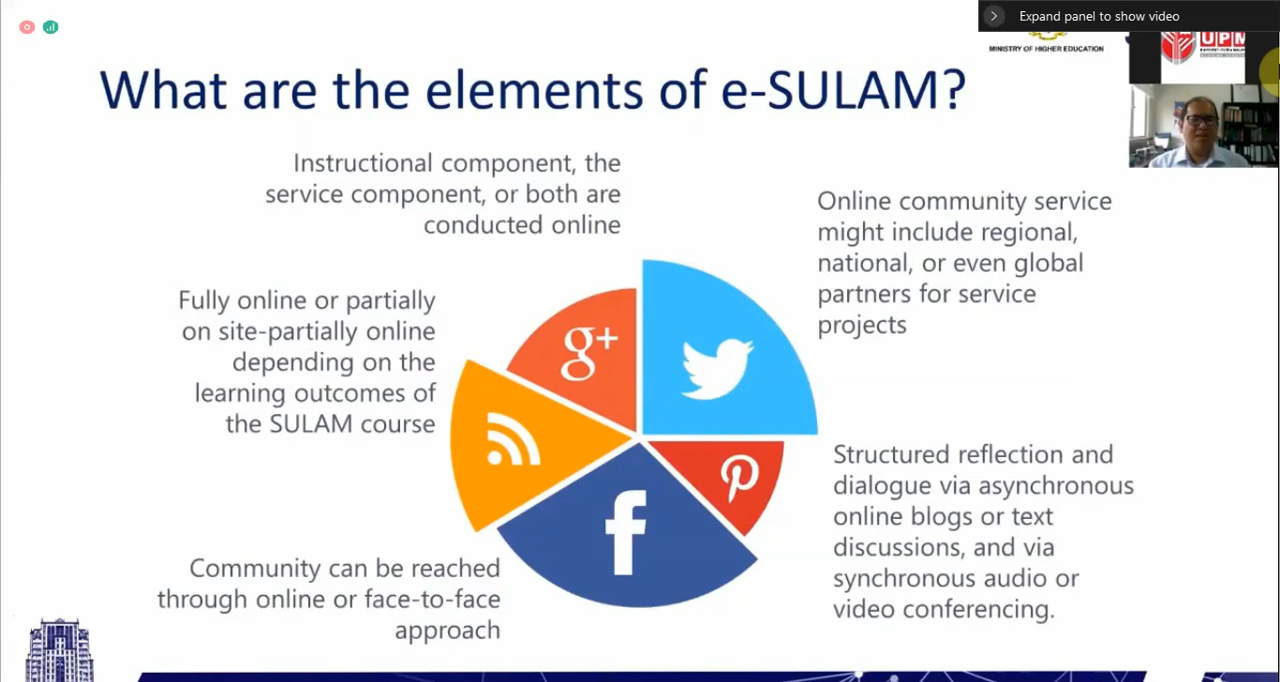 Expand panel to show video
MINISTRY OF HIGHER EDUCATION
UPM
What are the elements of e-SULAM?
Instructional component, the
service component, or both are
conducted online
Online community service
might include regional,
national, or even global
partners for service
projects
Fully online or partially
on site-partially online
depending on the
learning outcomes of
the SULAM course
g+
f
Structured reflection and
dialogue via asynchronous
online blogs or text
discussions, and via
synchronous audio or
video conferencing.
Community can be reached
through online or face-to-face
approach